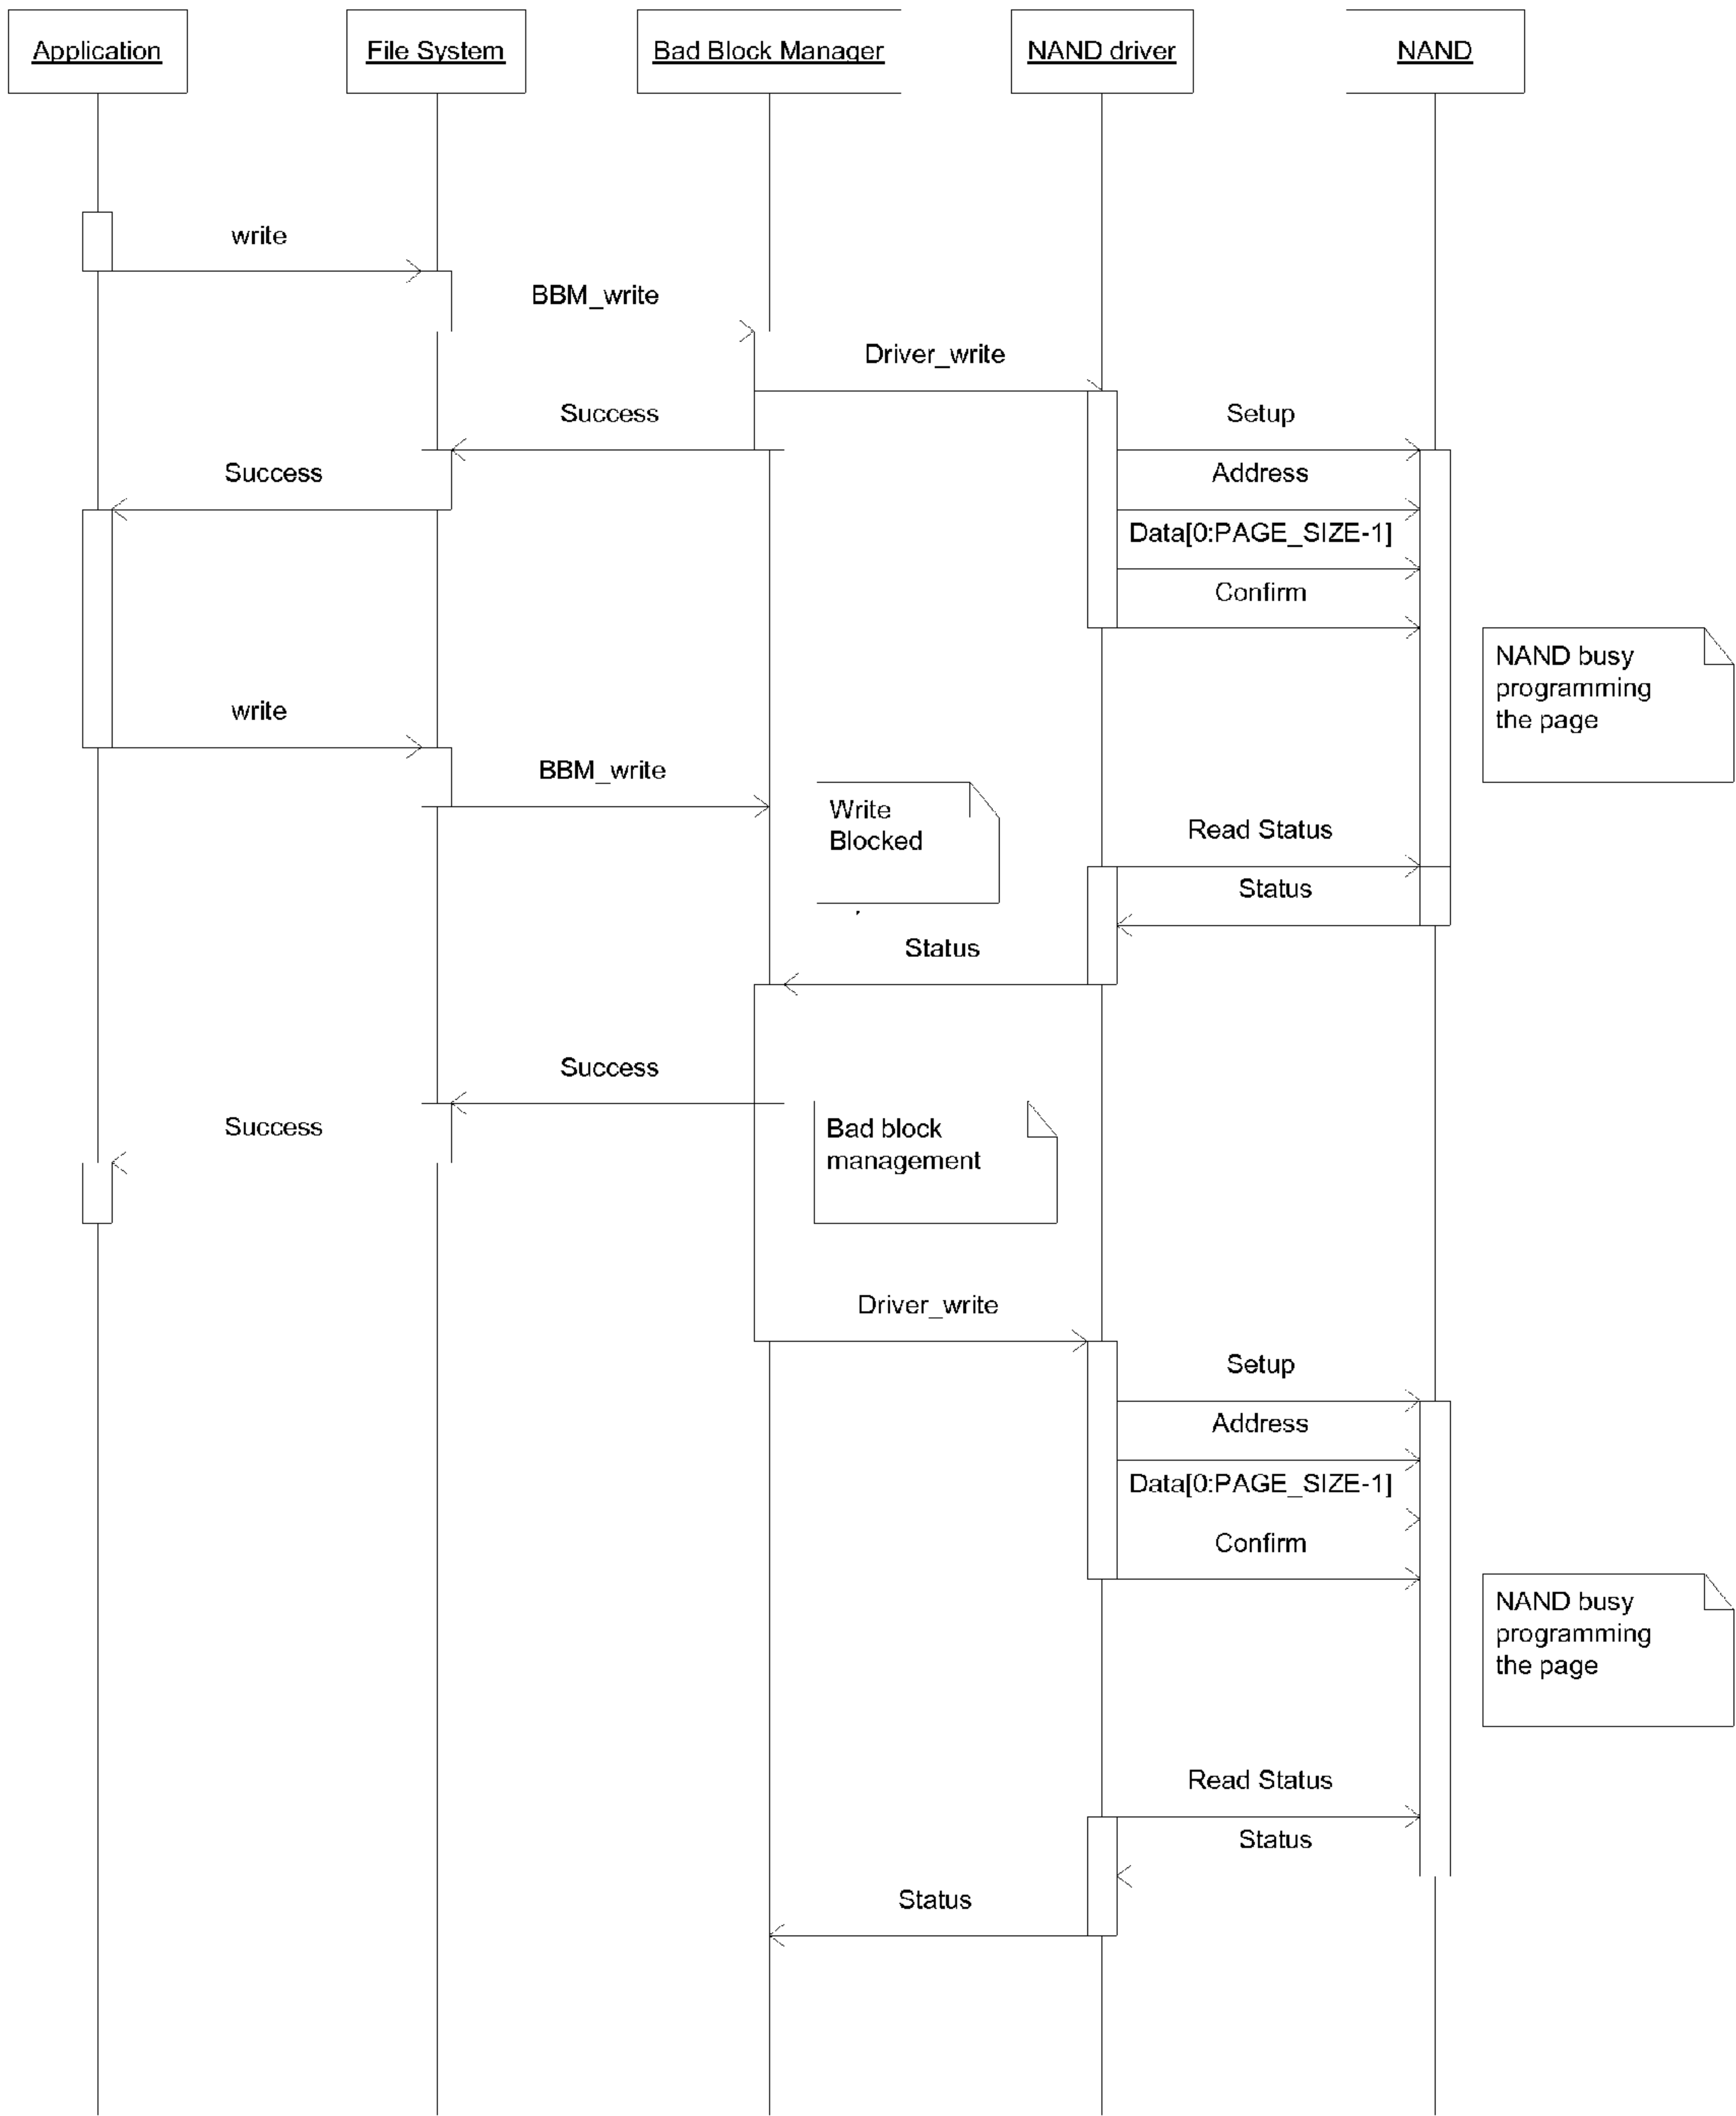 Application
File System
Bad Block Manager
NAND driver
NAND
write
BBM_write
Driver_write
Success
Setup
Success
Address
Data[0:PAGE_SIZE-1]
Confirm
NAND busy
programming
the page
write
BBM_write
Write
Blocked
Read Status
Status
Status
Success
Success
Bad block
management
Driver_write
Setup
Address
Data[0:PAGE_SIZE-1]
Confirm
NAND busy
programming
the page
Read Status
Status
Status